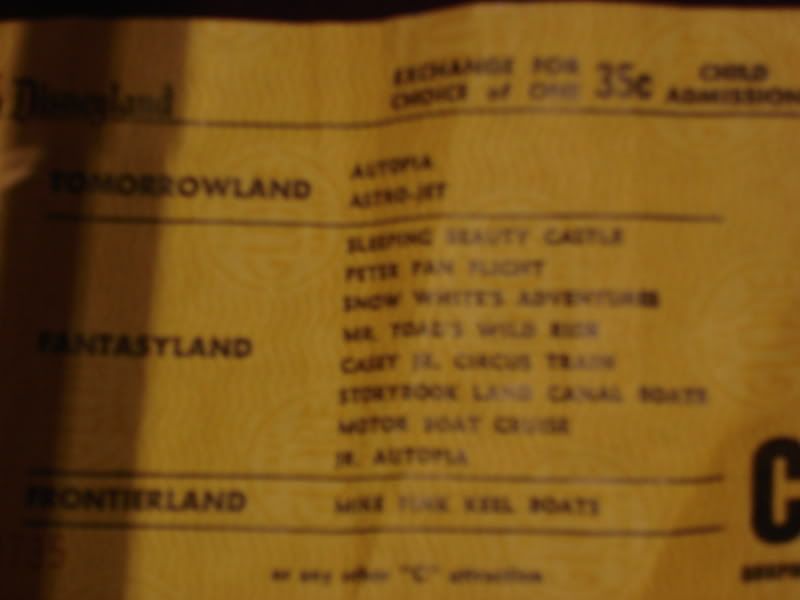 Disneyland
EXCHANGE FOR
CHOICE of ONE
35¢
CHILD
ADMISSION
TOMORROWLAND
AUTOPIA
ASTRO-JET
FANTASYLAND
SLEEPING BEAUTY CASTLE
PETER PAN FLIGHT
SNOW WHITE'S ADVENTURES
MR. TOAD'S WILD RIDE
CASEY JR. CIRCUS TRAIN
STORYBOOK LAND CANAL BOATS
MOTOR BOAT CRUISE
JR. AUTOPIA
FRONTIERLAND
MIKE FINK KEEL BOATS
C
or any other "C" attraction